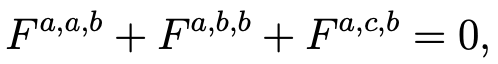 F^{a,a,b} + F^{a,b,b} + F^{a,c,b} = 0,